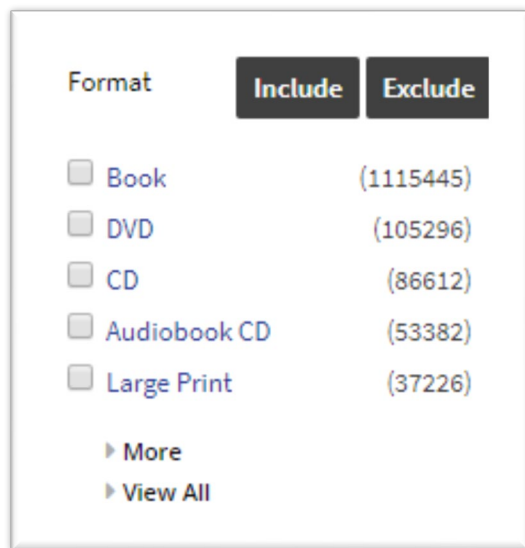 Format Include Exclude
Book (1115445)
DVD (105296)
CD (86612)
Audiobook CD (53382)
Large Print (37226)
More
View All